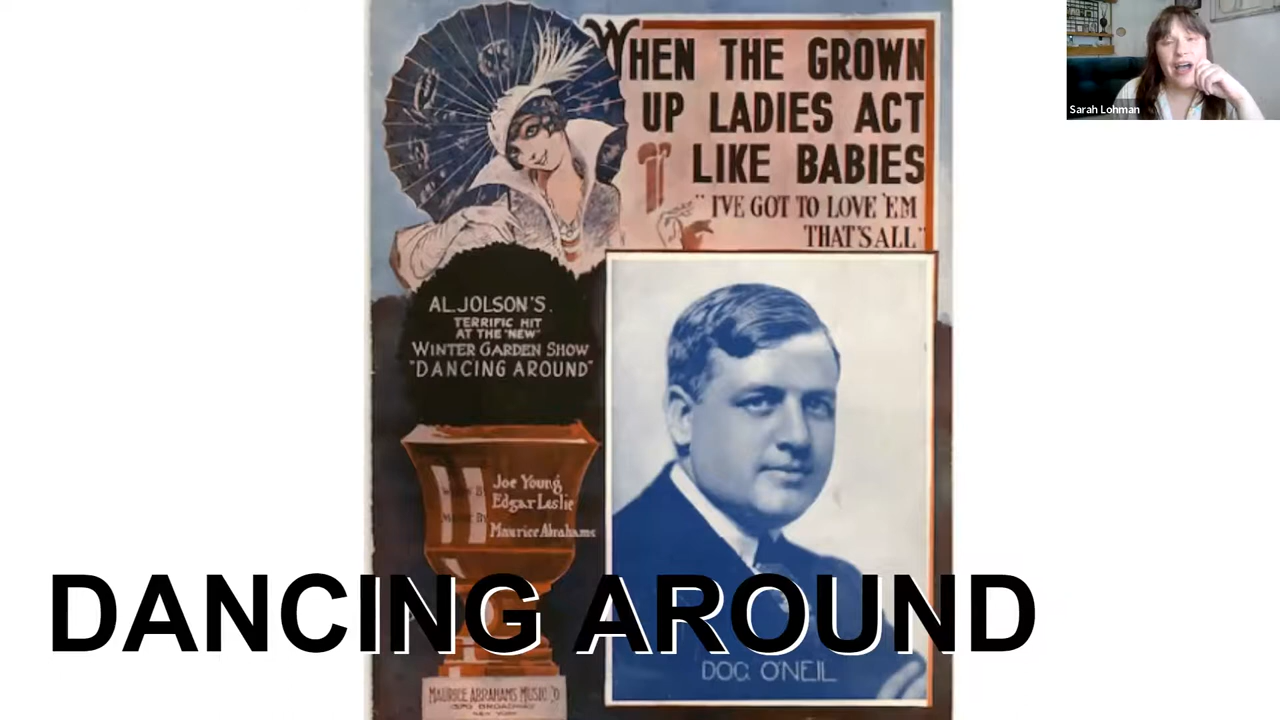 WHEN THE GROWN
UP LADIES ACT
LIKE BABIES
"I'VE GOT TO LOVE 'EM
THAT'S ALL"
AL JOLSON'S
TERRIFIC HIT
AT THE "NEW"
WINTER GARDEN SHOW
"DANCING AROUND"
Joe Young
Edgar Leslie
Maurice Abrahams
DANCING AROUND
DOC. O'NEIL
MAURICE ABRAHAMS MUSIC CO
1570 BROADWAY
NEW YORK
Sarah Lohman